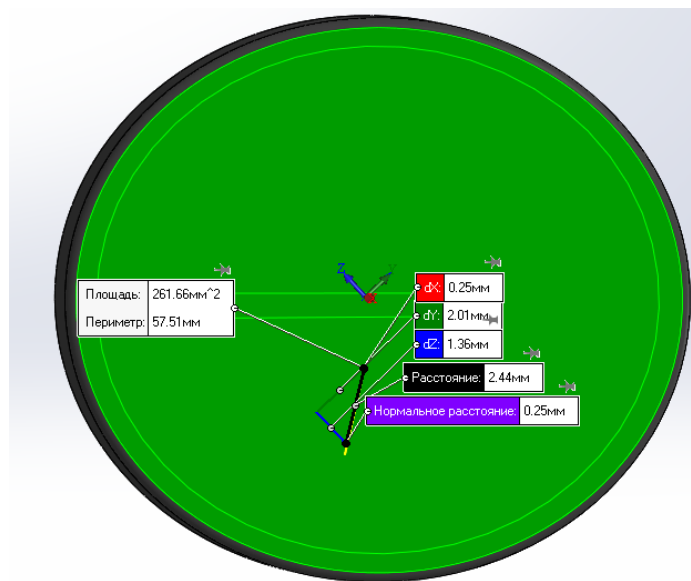 Z
Площадь: 261.66мм^2
Периметр: 57.51мм
dX: 0.25мм
dY: 2.01мм
dZ: 1.36мм
Расстояние: 2.44мм
Нормальное расстояние: 0.25мм